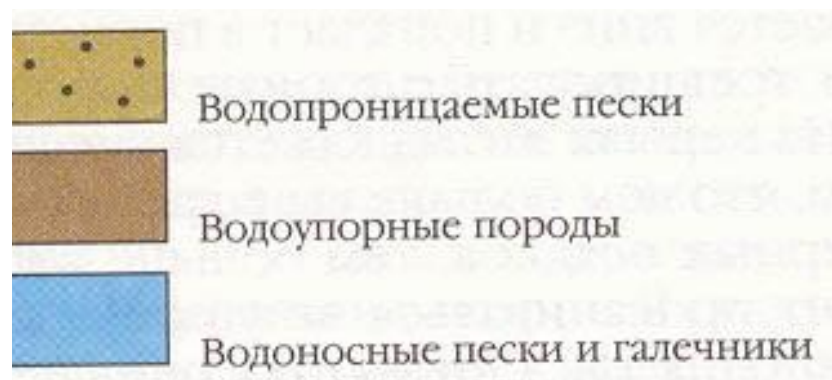 Водопроницаемые пески
Водоупорные породы
Водоносные пески и галечники